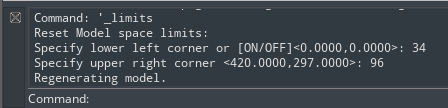 Command: '_limits
Reset Model space limits:
Specify lower left corner or [ON/OFF]<0.0000,0.0000>: 34
Specify upper right corner <420.0000,297.0000>: 96
Regenerating model.
Command: